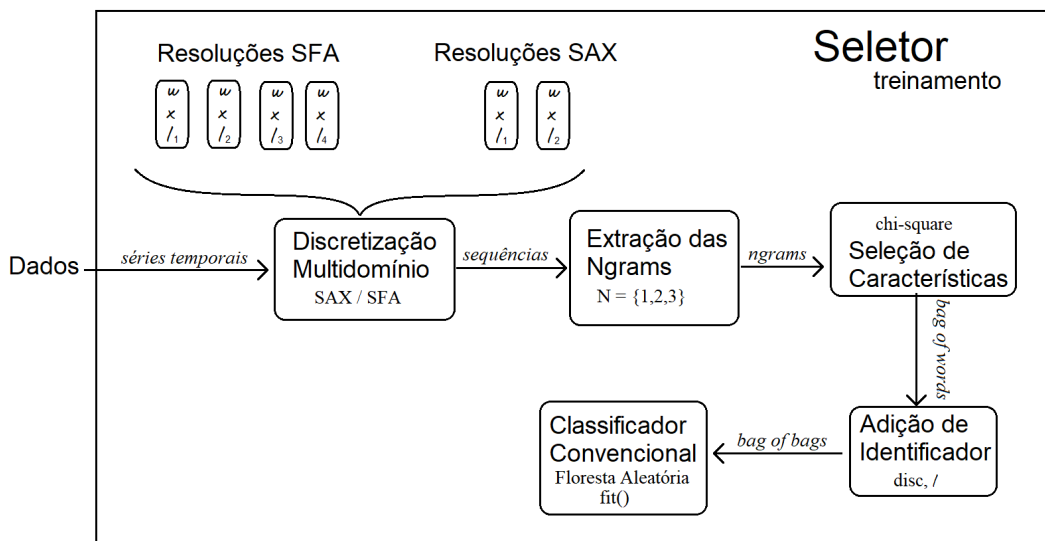 Seletor
treinamento
Resoluções SFA
Resoluções SAX
w x l1
w x l2
w x l3
w x l4
w x l1
w x l2
Dados
séries temporais
Discretização
Multidomínio
SAX / SFA
sequências
Extração das
Ngrams
N = {1,2,3}
ngrams
chi-square
Seleção de
Características
bag of words
Adição de
Identificador
disc, l
bag of bags
Classificador
Convencional
Floresta Aleatória
fit()